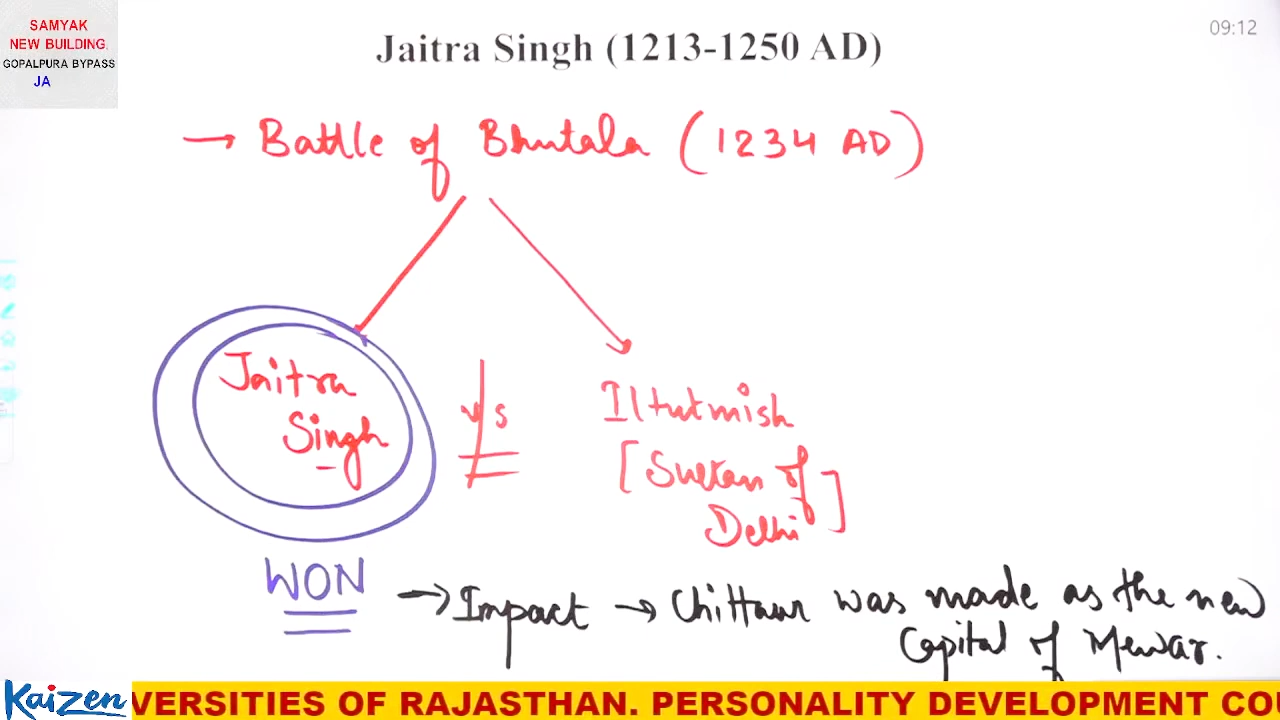 SAMYAK
NEW BUILDING,
GOPALPURA BYPASS
JA
09:12
Jaitra Singh (1213-1250 AD)
→ Battle of Bhutala (1234 AD)
Jaitra Singh v/s Iltutmish
[Sultan of Delhi]
WON
→ Impact → Chittaur was made as the new
Capital of Mewar.
Kaizen
VERSITIES OF RAJASTHAN. PERSONALITY DEVELOPMENT CO